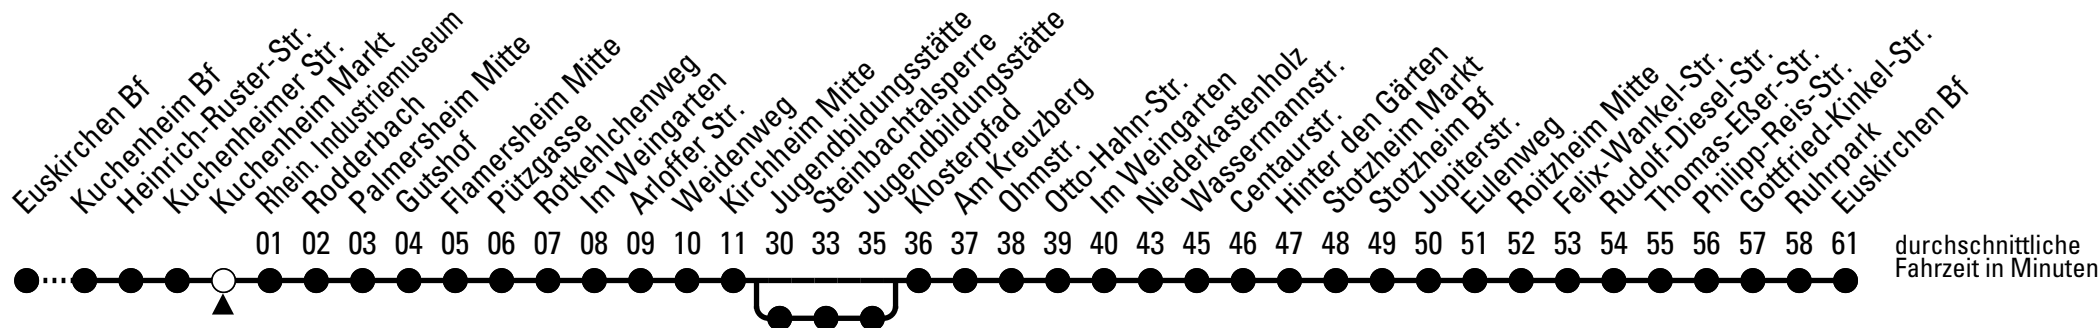 Euskirchen Bf
Kuchenheim Bf
Heinrich-Ruster-Str.
Kuchenheimer Str.
Kuchenheim Markt
Rhein. Industriemuseum
Rodderbach
Palmersheim Mitte
Gutshof
Flamersheim Mitte
Pützgasse
Rotkehlchenweg
Im Weingarten
Arloffer Str.
Weidenweg
Kirchheim Mitte
Jugendbildungsstätte
Steinbachtalsperre
Jugendbildungsstätte
Klosterpfad
Am Kreuzberg
Ohmstr.
Otto-Hahn-Str.
Im Weingarten
Niederkastenholz
Wassermannstr.
Centaurstr.
Hinter den Gärten
Stotzheim Markt
Stotzheim Bf
Jupiterstr.
Eulenweg
Roitzheim Mitte
Felix-Wankel-Str.
Rudolf-Diesel-Str.
Thomas-Eßer-Str.
Philipp-Reis-Str.
Gottfried-Kinkel-Str.
Ruhrpark
Euskirchen Bf
01 02 03 04 05 06 07 08 09 10 11 30 33 35 36 37 38 39 40 43 45 46 47 48 49 50 51 52 53 54 55 56 57 58 61
durchschnittliche
Fahrzeit in Minuten